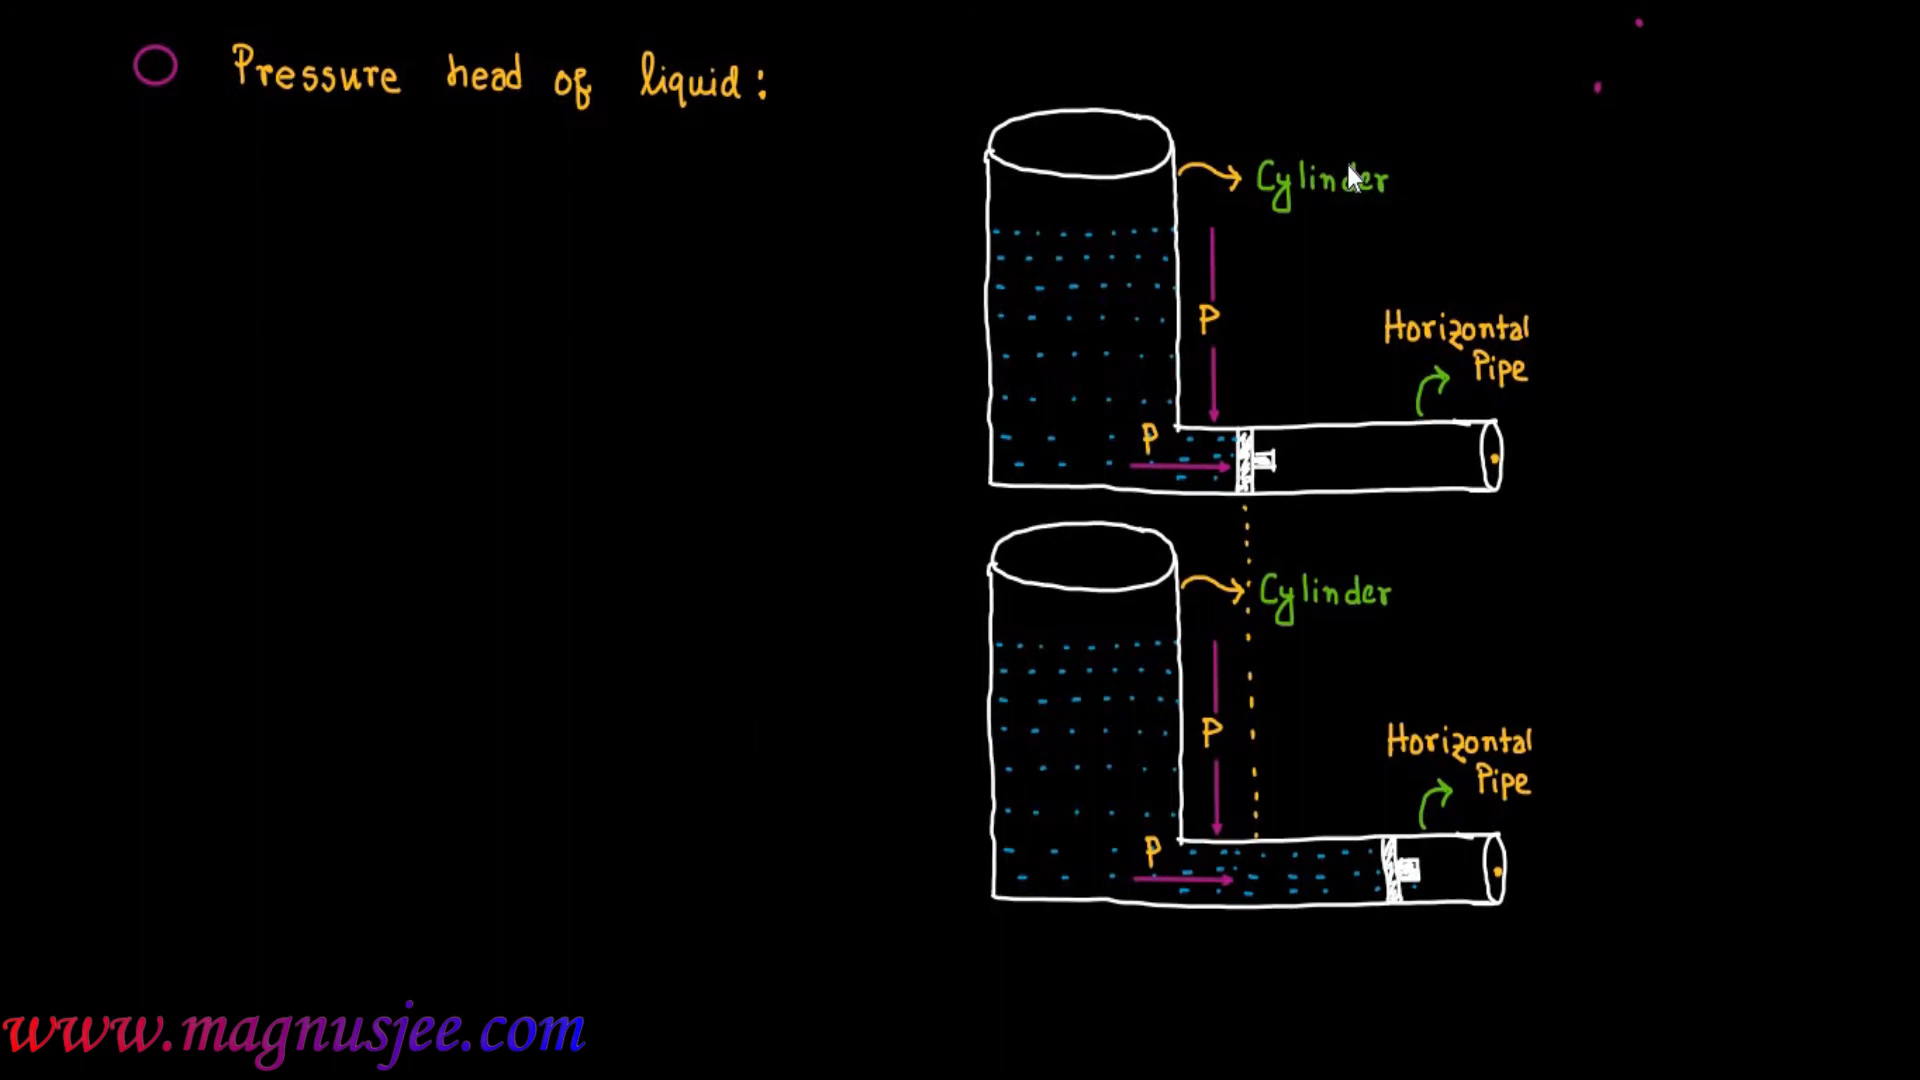 Pressure head of liquid:
Cylinder
P
Horizontal
Pipe
P
Cylinder
P
Horizontal
Pipe
P
www.magnusjee.com